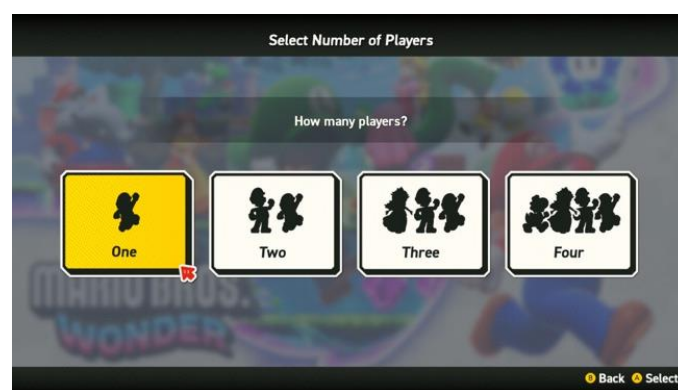 Select Number of Players
How many players?
One
Two
Three
Four
MARIO BROS.
WONDER
B Back A Select